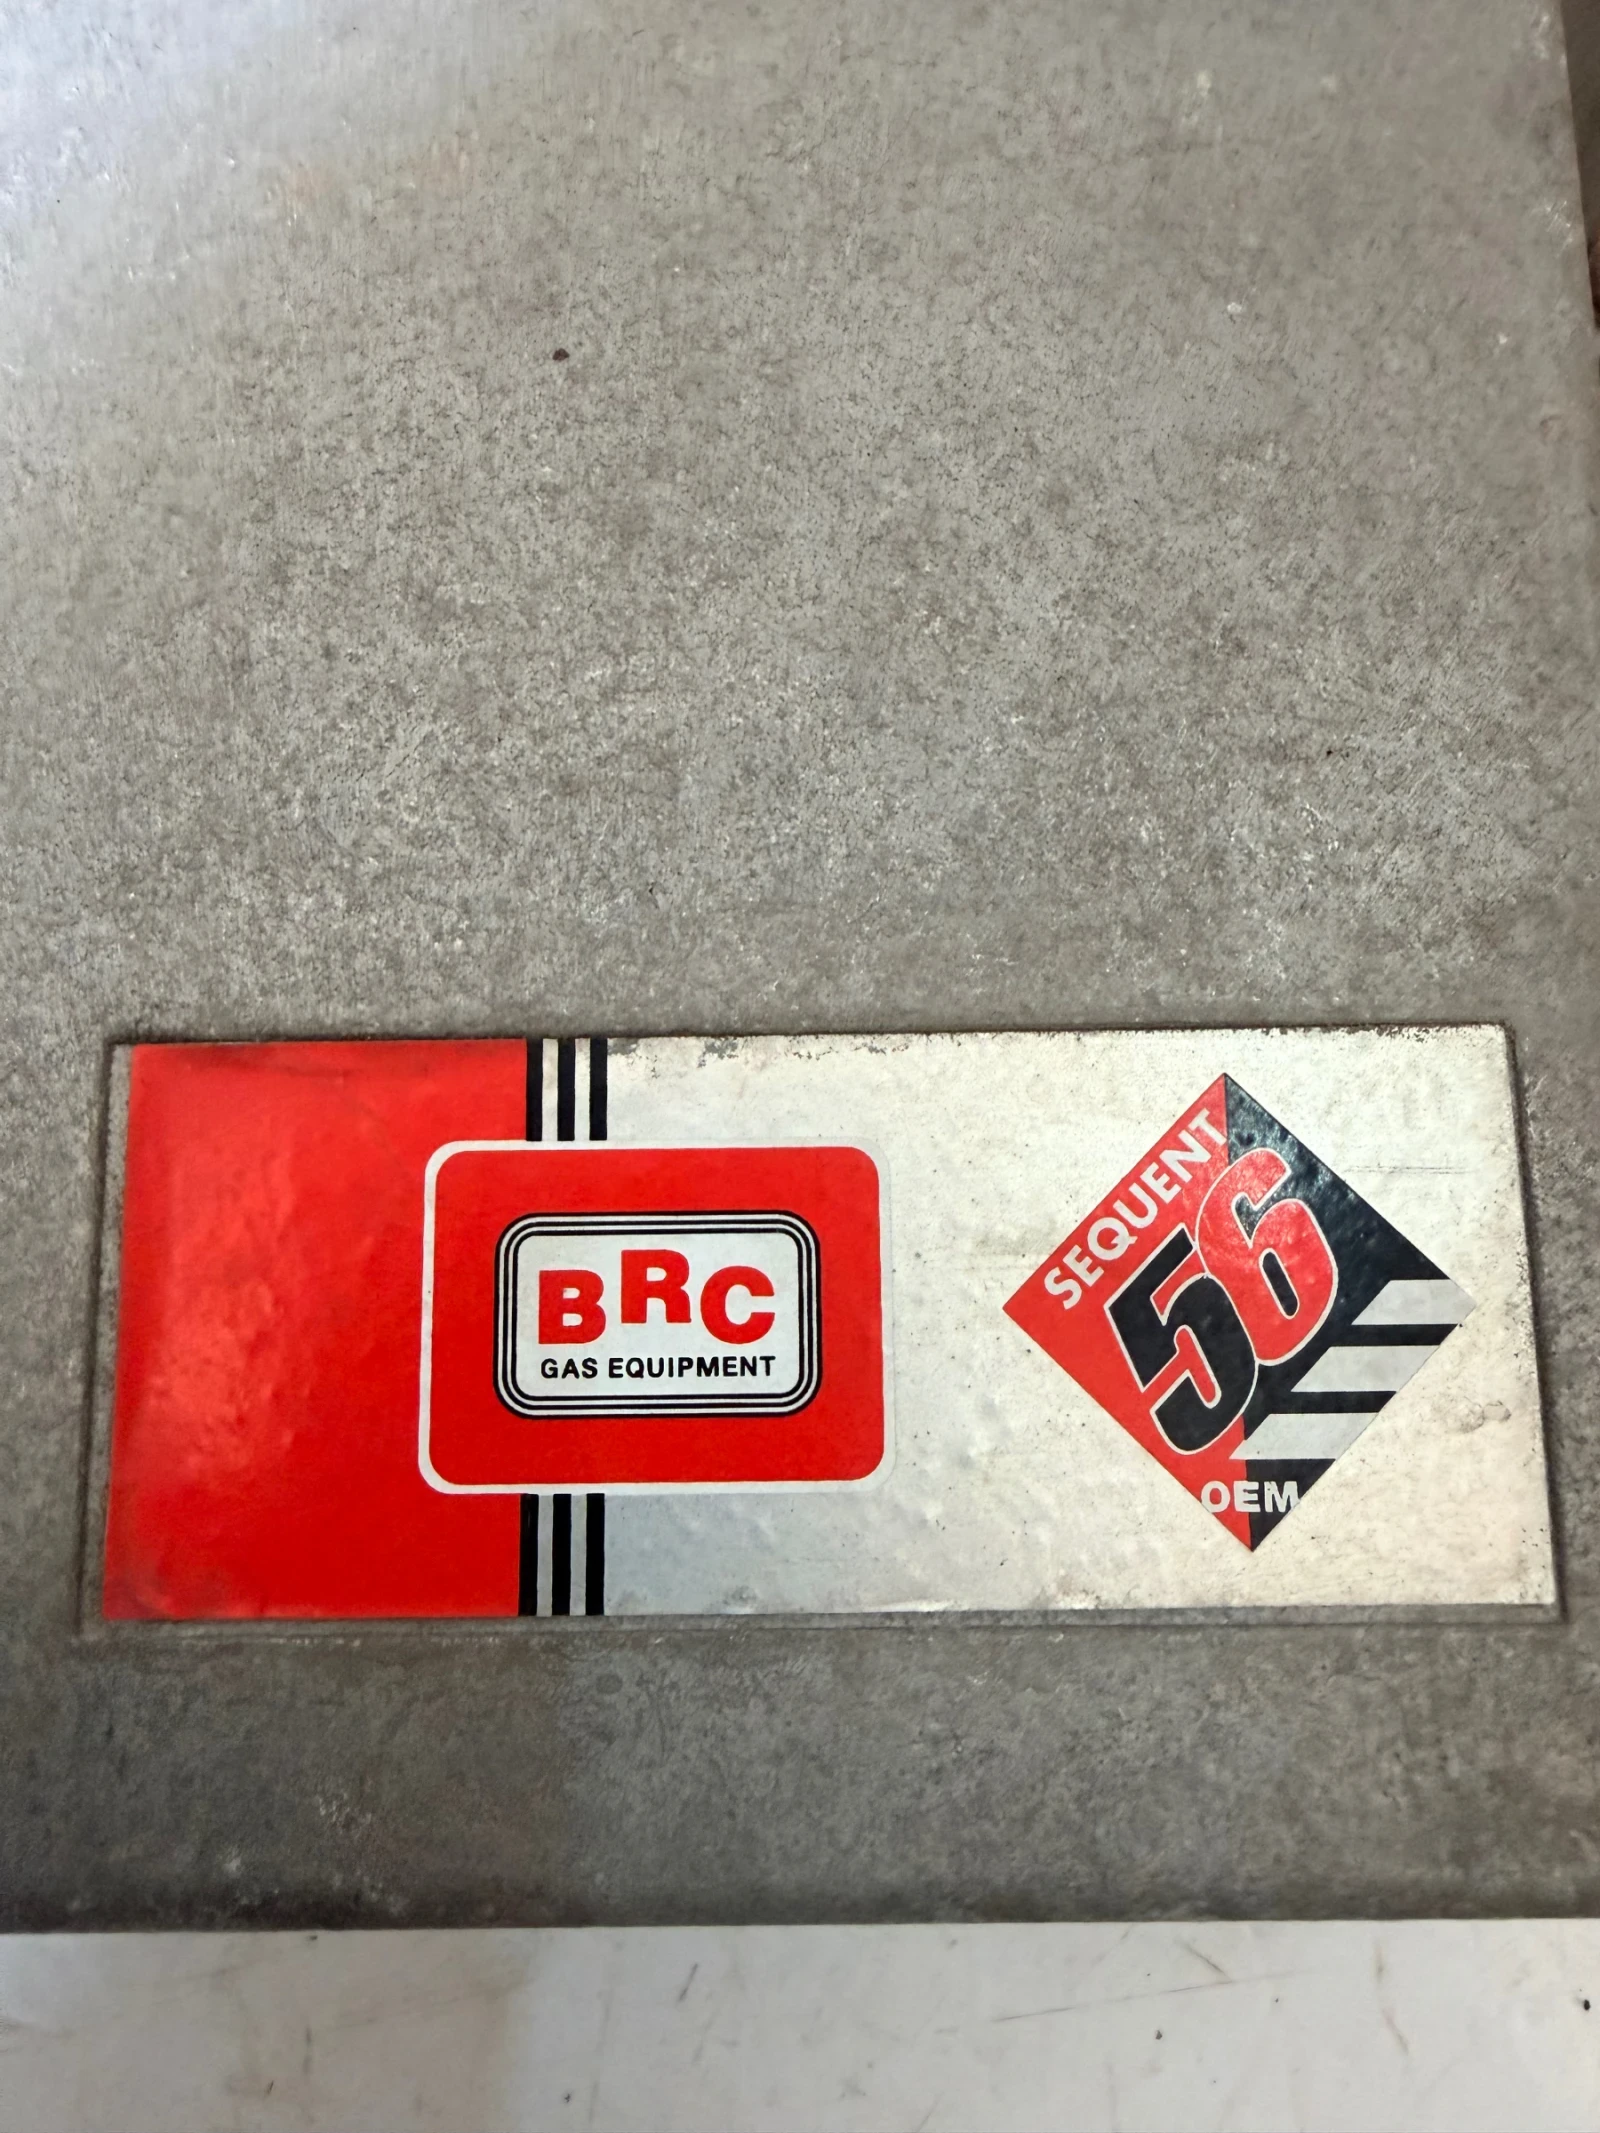 BRC
GAS EQUIPMENT
SEQUENT
56
OEM